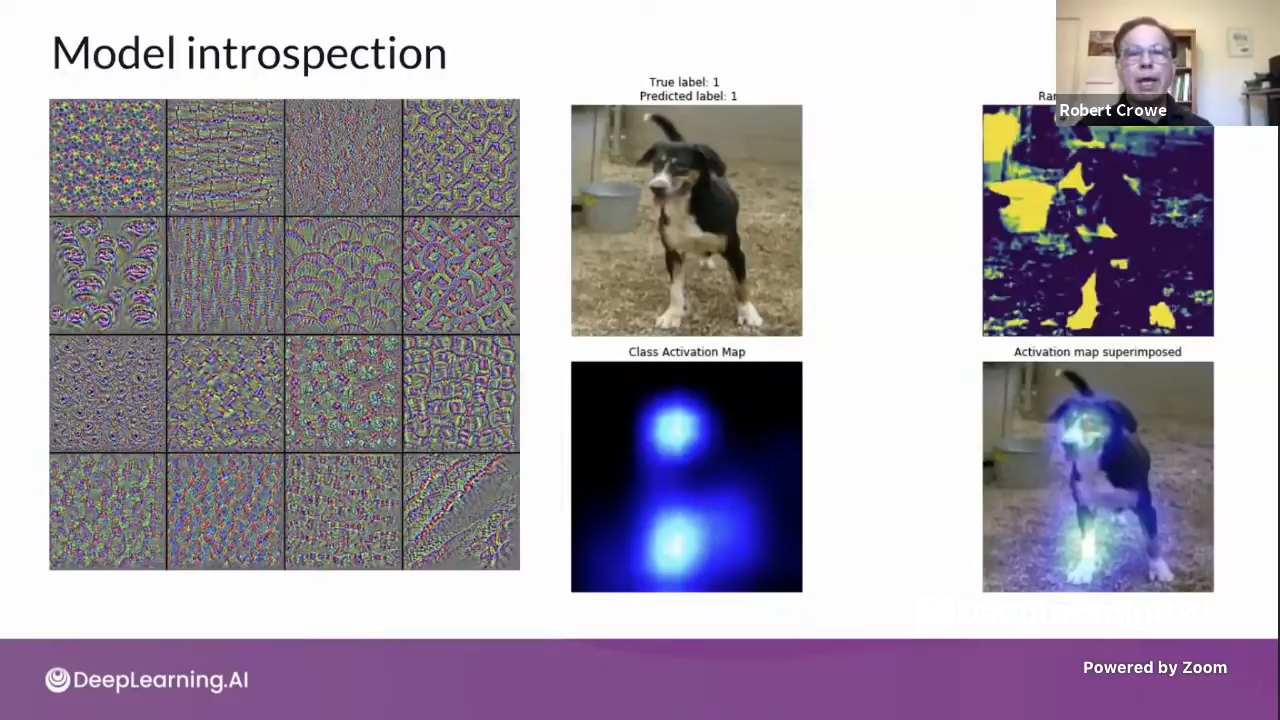 Model introspection
True label: 1
Predicted label: 1
Robert Crowe
Class Activation Map
Activation map superimposed
DeepLearning.AI
Powered by Zoom